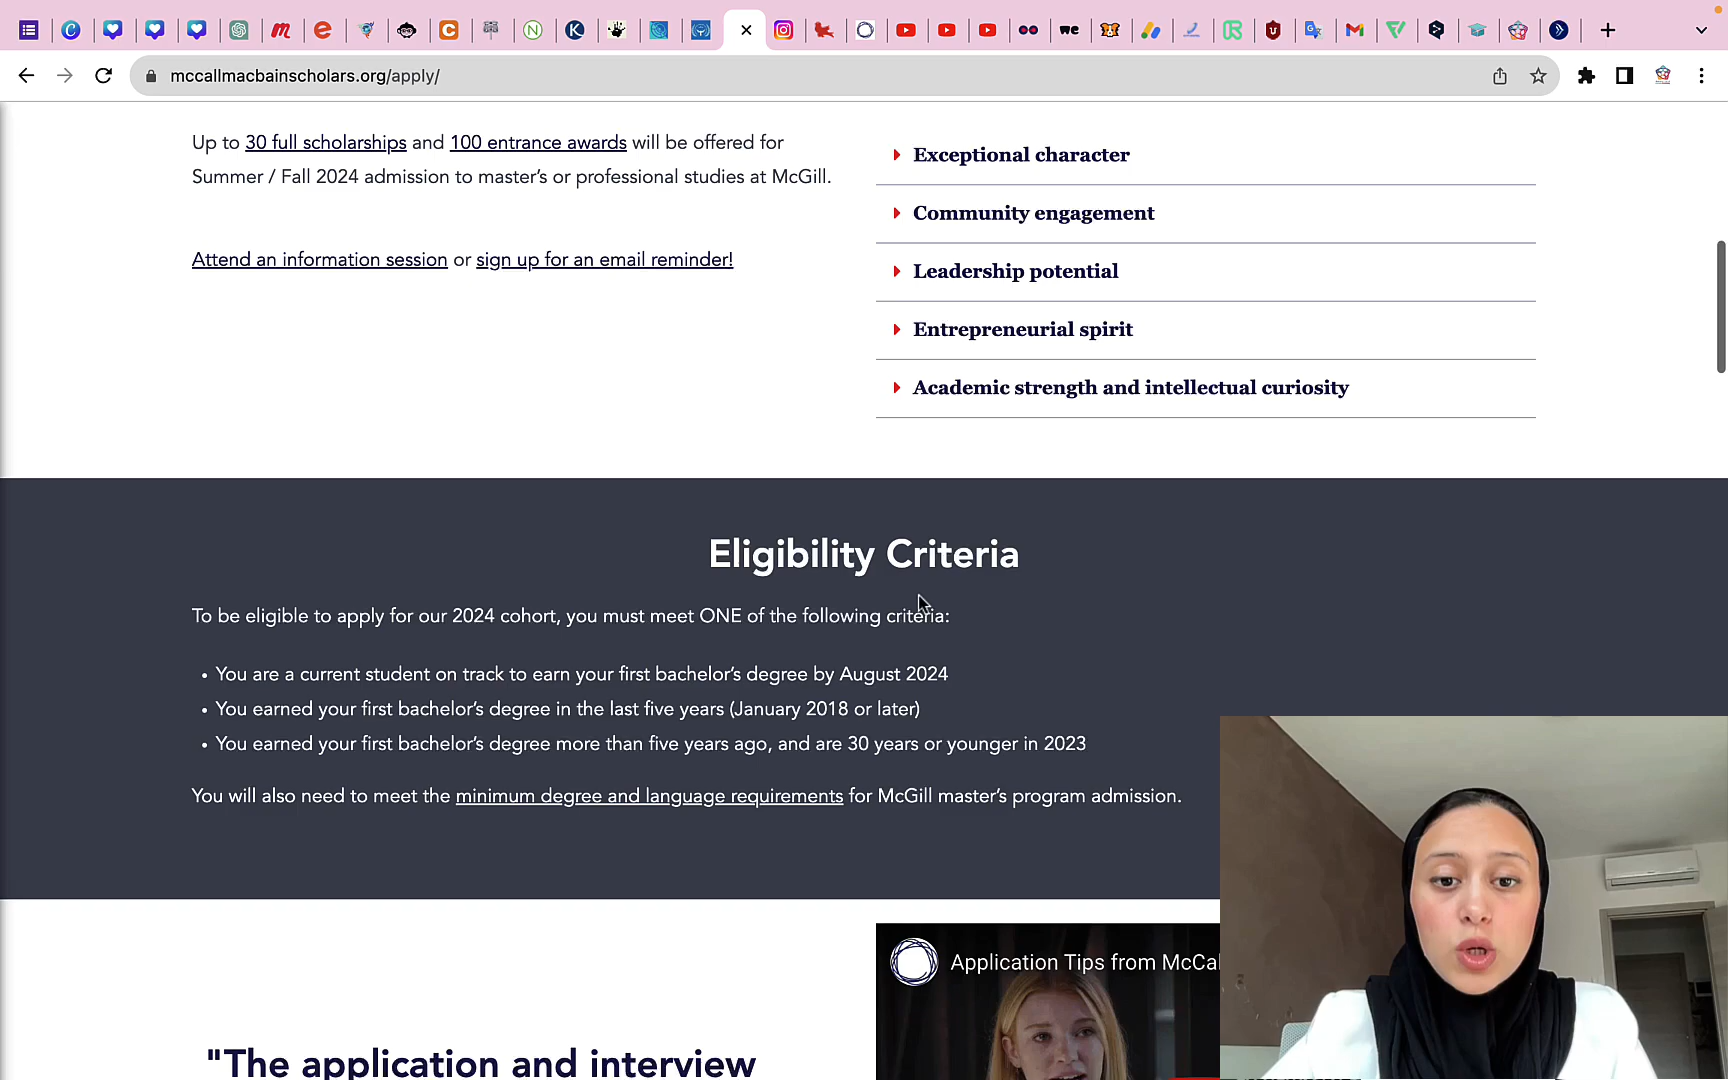 mccallmacbainscholars.org/apply/
Up to 30 full scholarships and 100 entrance awards will be offered for
Summer / Fall 2024 admission to master's or professional studies at McGill.
Attend an information session or sign up for an email reminder!
Exceptional character
Community engagement
Leadership potential
Entrepreneurial spirit
Academic strength and intellectual curiosity
Eligibility Criteria
To be eligible to apply for our 2024 cohort, you must meet ONE of the following criteria:
• You are a current student on track to earn your first bachelor's degree by August 2024
• You earned your first bachelor's degree in the last five years (January 2018 or later)
• You earned your first bachelor's degree more than five years ago, and are 30 years or younger in 2023
You will also need to meet the minimum degree and language requirements for McGill master's program admission.
Application Tips from McCal
"The application and interview